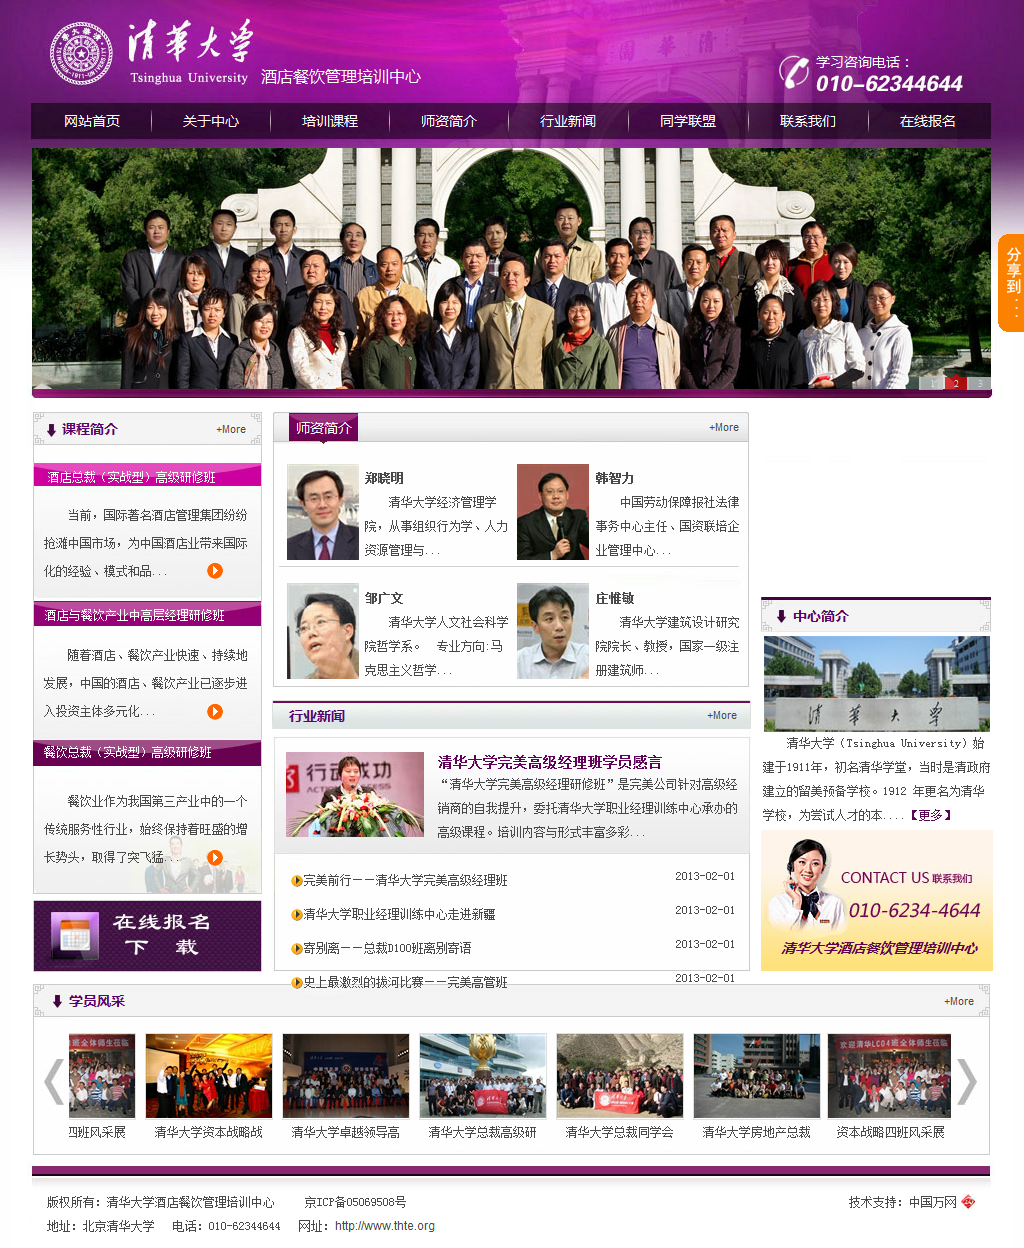 清华大学
Tsinghua University
酒店餐饮管理培训中心
学习咨询电话：
010-62344644
网站首页
关于中心
培训课程
师资简介
行业新闻
同学联盟
联系我们
在线报名
分享到...
1 2 3
课程简介
+More
酒店总裁（实战型）高级研修班
当前，国际著名酒店管理集团纷纷
抢滩中国市场，为中国酒店业带来国际
化的经验、模式和品...
酒店与餐饮产业中高层经理研修班
随着酒店、餐饮产业快速、持续地
发展，中国的酒店、餐饮产业已逐步进
入投资主体多元化...
餐饮总裁（实战型）高级研修班
餐饮业作为我国第三产业中的一个
传统服务性行业，始终保持着旺盛的增
长势头，取得了突飞猛...
在线报名
下 载
师资简介
+More
郑晓明
清华大学经济管理学
院，从事组织行为学、人力
资源管理与...
韩智力
中国劳动保障报社法律
事务中心主任、国资联培企
业管理中心...
邹广文
清华大学人文社会科学
院哲学系。 专业方向:马
克思主义哲学...
庄惟敏
清华大学建筑设计研究
院院长、教授，国家一级注
册建筑师...
行业新闻
+More
清华大学完美高级经理班学员感言
“清华大学完美高级经理研修班”是完美公司针对高级经
销商的自我提升，委托清华大学职业经理训练中心承办的
高级课程。培训内容与形式丰富多彩...
完美前行——清华大学完美高级经理班
2013-02-01
清华大学职业经理训练中心走进新疆
2013-02-01
寄别离——总裁D100班离别寄语
2013-02-01
史上最激烈的拔河比赛——完美高管班
2013-02-01
中心简介
清华大学
清华大学（Tsinghua University）始
建于1911年，初名清华学堂，当时是清政府
建立的留美预备学校。1912 年更名为清华
学校，为尝试人才的本....【更多】
CONTACT US 联系我们
010-6234-4644
清华大学酒店餐饮管理培训中心
学员风采
+More
四班风采展
清华大学资本战略战
清华大学卓越领导高
清华大学总裁高级研
清华大学总裁同学会
清华大学房地产总裁
资本战略四班风采展
版权所有：清华大学酒店餐饮管理培训中心 京ICP备05069508号
技术支持：中国万网
地址：北京清华大学 电话：010-62344644 网址：http://www.thte.org